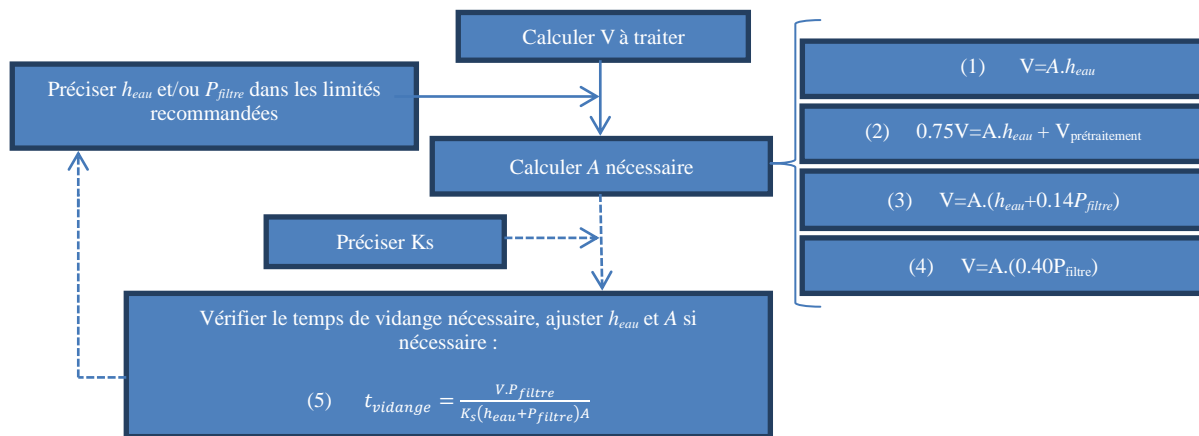 Calculer V à traiter
Préciser h_eau et/ou P_filtre dans les limités
recommandées
Calculer A nécessaire
(1) V=A.h_eau
(2) 0.75V=A.h_eau + V_prétraitement
(3) V=A.(h_eau+0.14P_filtre)
(4) V=A.(0.40P_filtre)
Préciser Ks
Vérifier le temps de vidange nécessaire, ajuster h_eau et A si
nécessaire :
(5) t_vidange = V.P_filtre / K_s(h_eau+P_filtre)A